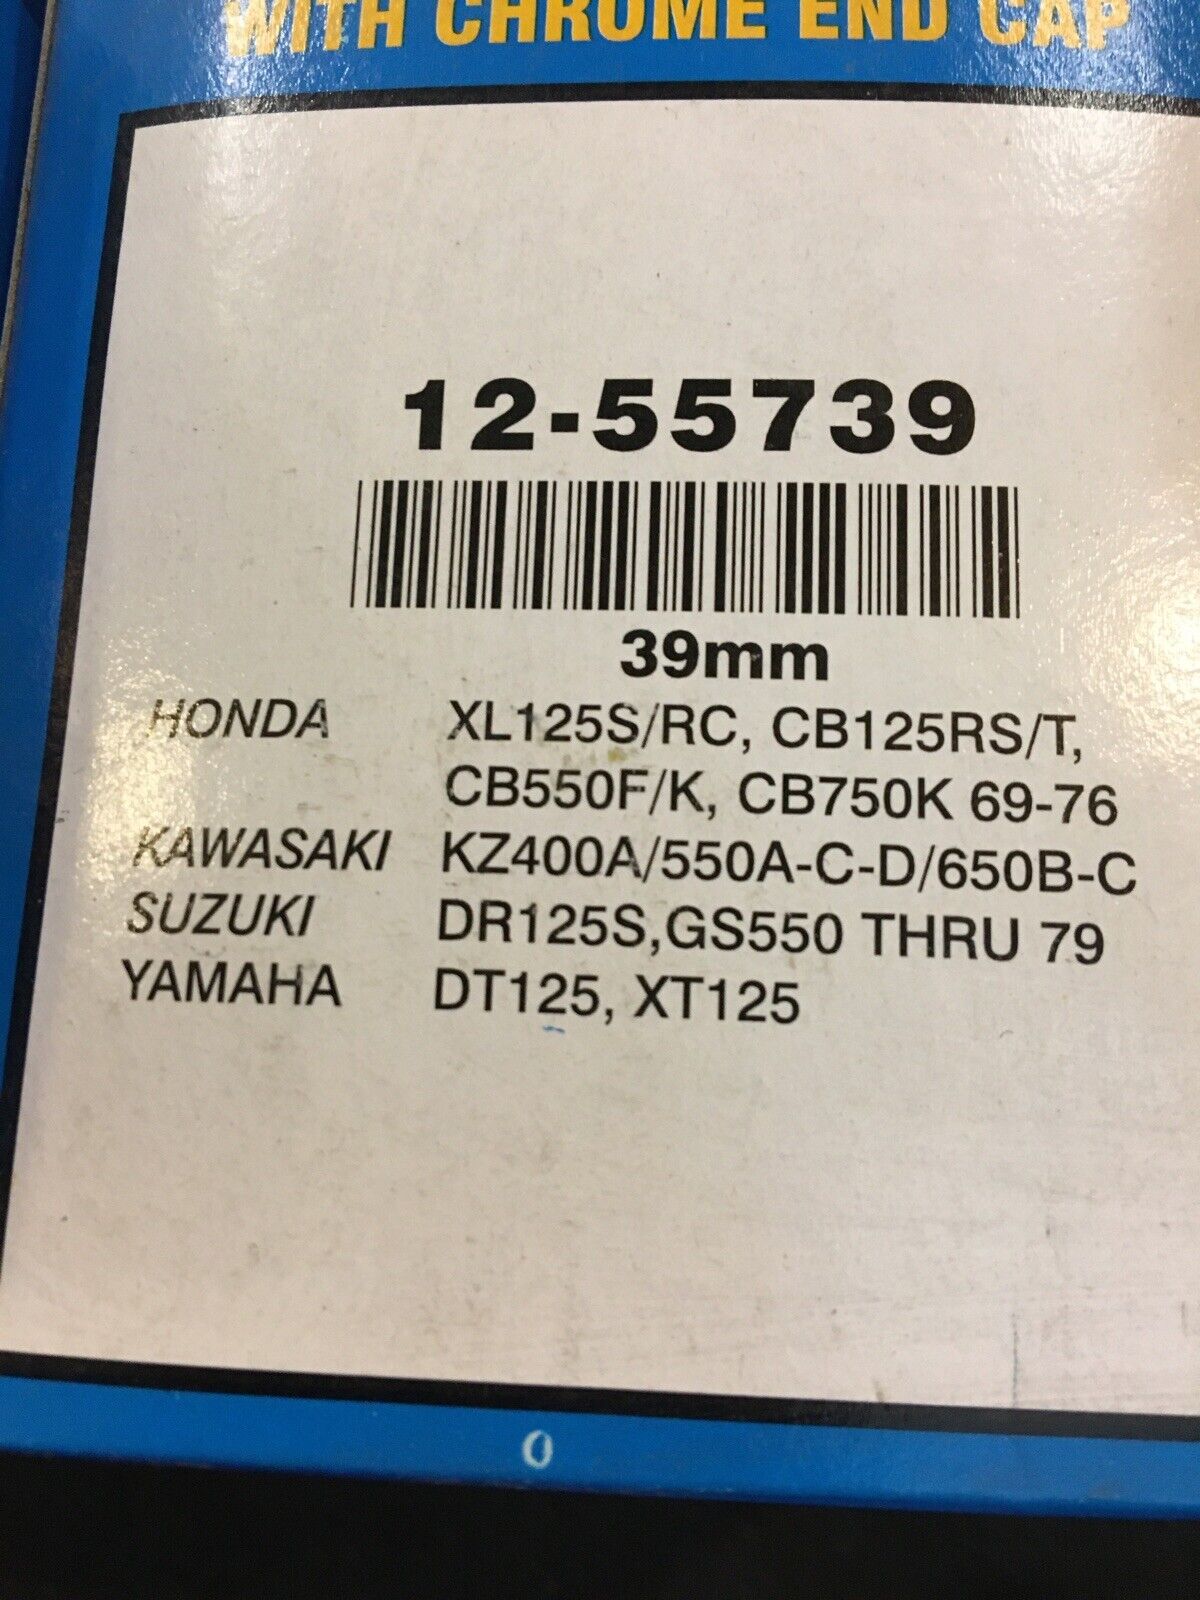 WITH CHROME END CAP
12-55739
39mm
HONDA XL125S/RC, CB125RS/T,
CB550F/K, CB750K 69-76
KAWASAKI KZ400A/550A-C-D/650B-C
SUZUKI DR125S,GS550 THRU 79
YAMAHA DT125, XT125
0